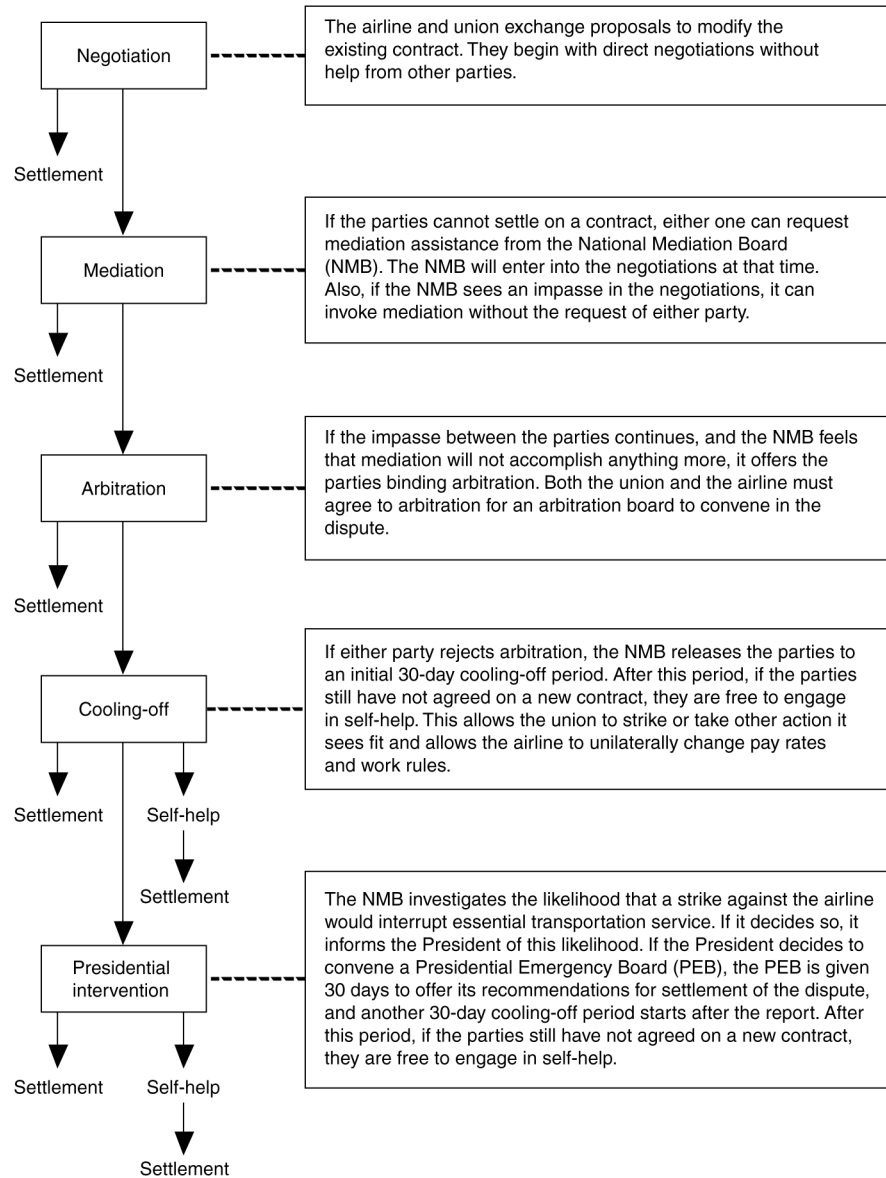 Negotiation
The airline and union exchange proposals to modify the
existing contract. They begin with direct negotiations without
help from other parties.
Settlement
Mediation
If the parties cannot settle on a contract, either one can request
mediation assistance from the National Mediation Board
(NMB). The NMB will enter into the negotiations at that time.
Also, if the NMB sees an impasse in the negotiations, it can
invoke mediation without the request of either party.
Settlement
Arbitration
If the impasse between the parties continues, and the NMB feels
that mediation will not accomplish anything more, it offers the
parties binding arbitration. Both the union and the airline must
agree to arbitration for an arbitration board to convene in the
dispute.
Settlement
Cooling-off
If either party rejects arbitration, the NMB releases the parties to
an initial 30-day cooling-off period. After this period, if the parties
still have not agreed on a new contract, they are free to engage
in self-help. This allows the union to strike or take other action it
sees fit and allows the airline to unilaterally change pay rates
and work rules.
Settlement
Self-help
Settlement
Presidential
intervention
The NMB investigates the likelihood that a strike against the airline
would interrupt essential transportation service. If it decides so, it
informs the President of this likelihood. If the President decides to
convene a Presidential Emergency Board (PEB), the PEB is given
30 days to offer its recommendations for settlement of the dispute,
and another 30-day cooling-off period starts after the report. After
this period, if the parties still have not agreed on a new contract,
they are free to engage in self-help.
Settlement
Self-help
Settlement